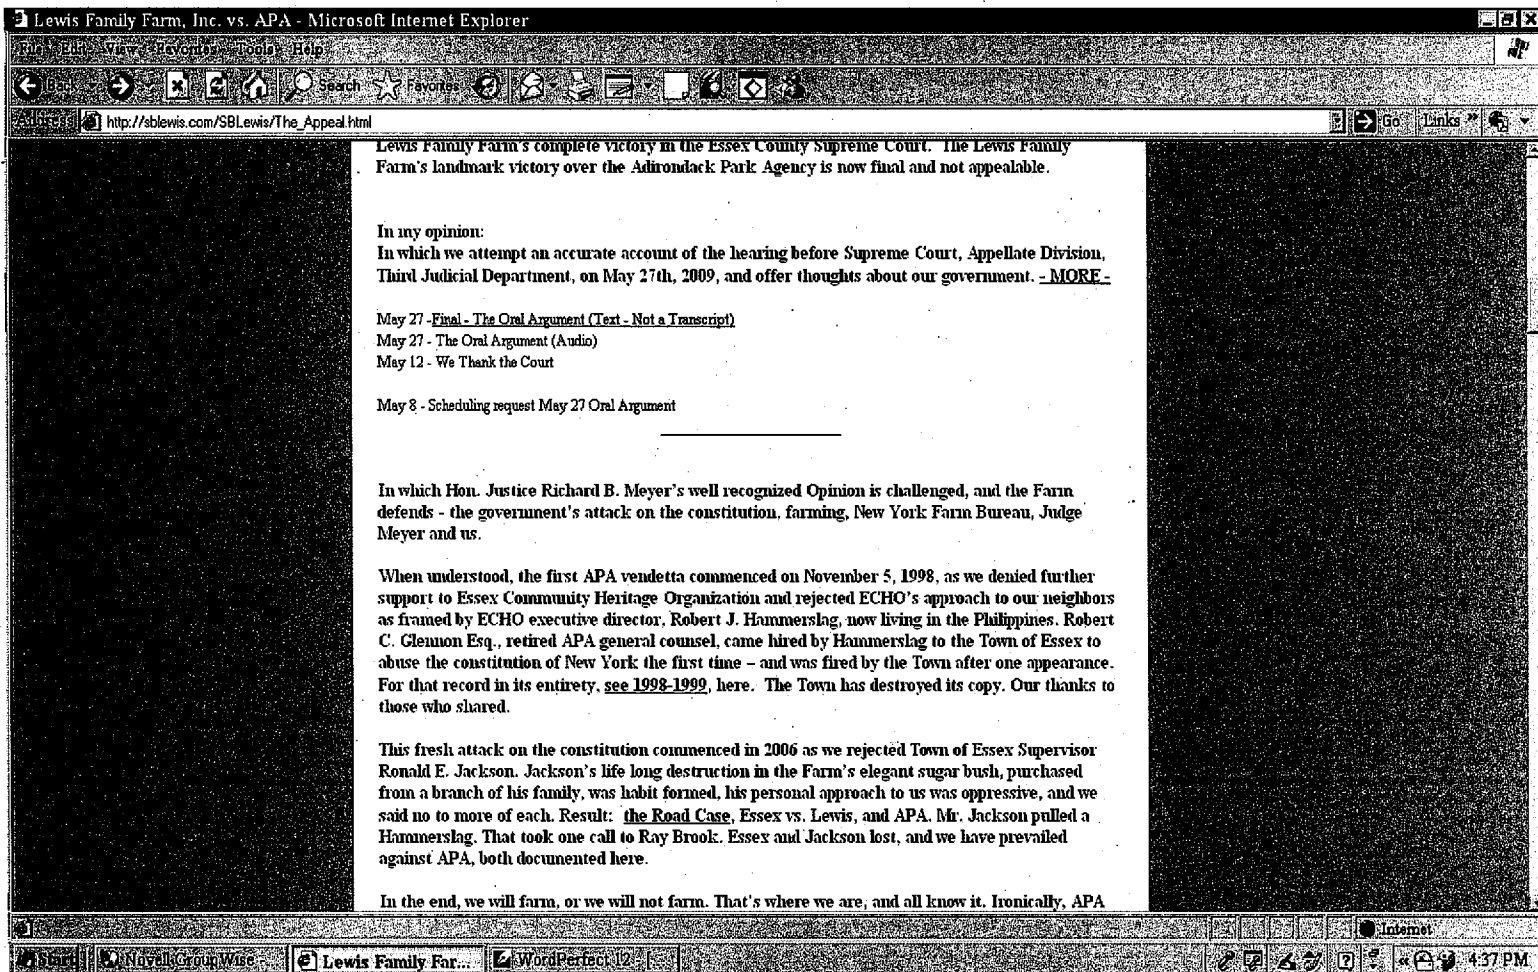 Lewis Family Farm, Inc. vs. APA - Microsoft Internet Explorer
File Edit View Favorites Tools Help
Back Search Favorites
Address http://sblewis.com/SBLewis/The_Appeal.html Go Links »
Lewis Family Farm's complete victory in the Essex County Supreme Court. The Lewis Family
Farm's landmark victory over the Adirondack Park Agency is now final and not appealable.
In my opinion:
In which we attempt an accurate account of the hearing before Supreme Court, Appellate Division,
Third Judicial Department, on May 27th, 2009, and offer thoughts about our government. - MORE -
May 27 -Final - The Oral Argument (Text - Not a Transcript)
May 27 - The Oral Argument (Audio)
May 12 - We Thank the Court
May 8 - Scheduling request May 27 Oral Argument
In which Hon. Justice Richard B. Meyer's well recognized Opinion is challenged, and the Farm
defends - the government's attack on the constitution, farming, New York Farm Bureau, Judge
Meyer and us.
When understood, the first APA vendetta commenced on November 5, 1998, as we denied further
support to Essex Community Heritage Organization and rejected ECHO's approach to our neighbors
as framed by ECHO executive director, Robert J. Hammerslag, now living in the Philippines. Robert
C. Glennon Esq., retired APA general counsel, came hired by Hammerslag to the Town of Essex to
abuse the constitution of New York the first time – and was fired by the Town after one appearance.
For that record in its entirety, see 1998-1999, here. The Town has destroyed its copy. Our thanks to
those who shared.
This fresh attack on the constitution commenced in 2006 as we rejected Town of Essex Supervisor
Ronald E. Jackson. Jackson's life long destruction in the Farm's elegant sugar bush, purchased
from a branch of his family, was habit formed, his personal approach to us was oppressive, and we
said no to more of each. Result: the Road Case, Essex vs. Lewis, and APA. Mr. Jackson pulled a
Hammerslag. That took one call to Ray Brook. Essex and Jackson lost, and we have prevailed
against APA, both documented here.
In the end, we will farm, or we will not farm. That's where we are, and all know it. Ironically, APA
Internet
Start Novell GroupWise - Lewis Family Far... WordPerfect 12 - [ « 4:37 PM